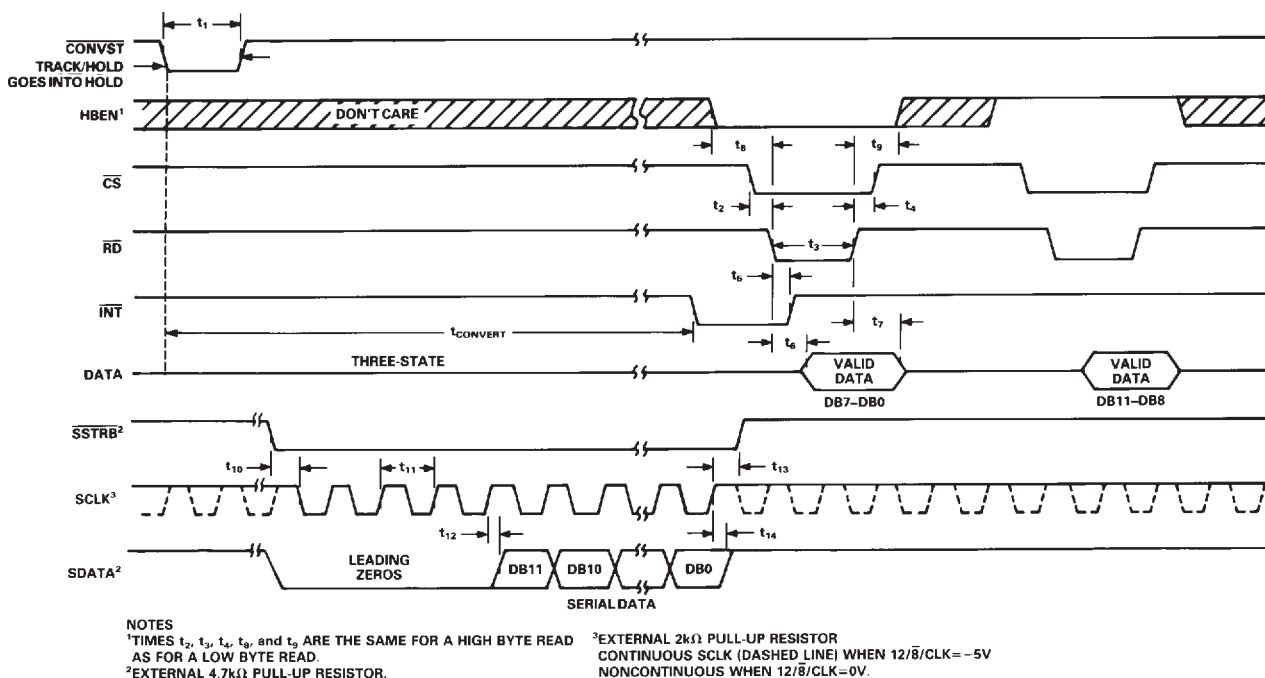 t1
CONVST
TRACK/HOLD
GOES INTO HOLD
HBEN1
DON'T CARE
t8
t9
CS
t2
t4
RD
t3
t5
INT
tCONVERT
t7
t6
THREE-STATE
DATA
VALID
DATA
VALID
DATA
DB7–DB0
DB11–DB8
SSTRB2
t10
t11
t13
SCLK3
t12
t14
SDATA2
LEADING
ZEROS
DB11
DB10
DB0
SERIAL DATA
NOTES
1TIMES t2, t3, t4, t8, and t9 ARE THE SAME FOR A HIGH BYTE READ
AS FOR A LOW BYTE READ.
2EXTERNAL 4.7kΩ PULL-UP RESISTOR.
3EXTERNAL 2kΩ PULL-UP RESISTOR
CONTINUOUS SCLK (DASHED LINE) WHEN 12/8̅/CLK=–5V
NONCONTINUOUS WHEN 12/8̅/CLK=0V.